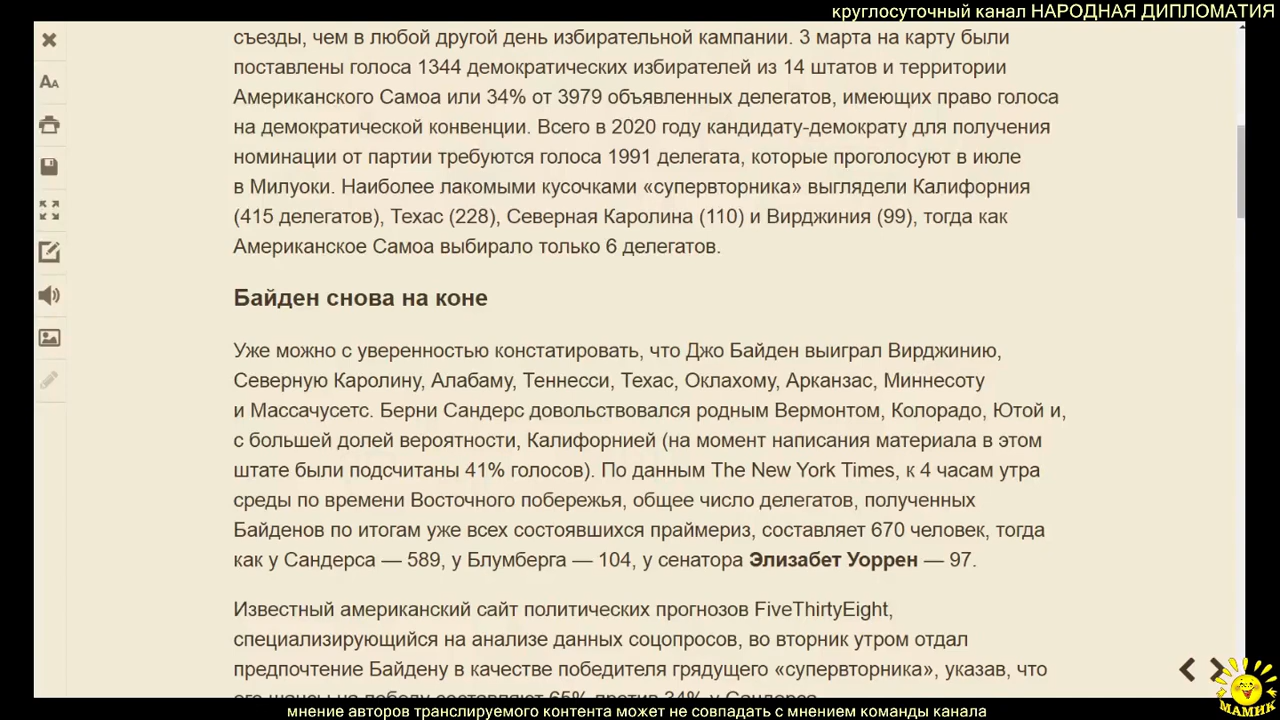 круглосуточный канал НАРОДНАЯ ДИПЛОМАТИЯ
съезды, чем в любой другой день избирательной кампании. 3 марта на карту были
поставлены голоса 1344 демократических избирателей из 14 штатов и территории
Американского Самоа или 34% от 3979 объявленных делегатов, имеющих право голоса
на демократической конвенции. Всего в 2020 году кандидату-демократу для получения
номинации от партии требуются голоса 1991 делегата, которые проголосуют в июле
в Милуоки. Наиболее лакомыми кусочками «супервторника» выглядели Калифорния
(415 делегатов), Техас (228), Северная Каролина (110) и Вирджиния (99), тогда как
Американское Самоа выбирало только 6 делегатов.
Байден снова на коне
Уже можно с уверенностью констатировать, что Джо Байден выиграл Вирджинию,
Северную Каролину, Алабаму, Теннесси, Техас, Оклахому, Арканзас, Миннесоту
и Массачусетс. Берни Сандерс довольствовался родным Вермонтом, Колорадо, Ютой и,
с большей долей вероятности, Калифорнией (на момент написания материала в этом
штате были подсчитаны 41% голосов). По данным The New York Times, к 4 часам утра
среды по времени Восточного побережья, общее число делегатов, полученных
Байденов по итогам уже всех состоявшихся праймериз, составляет 670 человек, тогда
как у Сандерса — 589, у Блумберга — 104, у сенатора Элизабет Уоррен — 97.
Известный американский сайт политических прогнозов FiveThirtyEight,
специализирующийся на анализе данных соцопросов, во вторник утром отдал
предпочтение Байдену в качестве победителя грядущего «супервторника», указав, что
его шансы на победу составляли 65% против 34% у Сандерса.
МАМИК
мнение авторов транслируемого контента может не совпадать с мнением команды канала